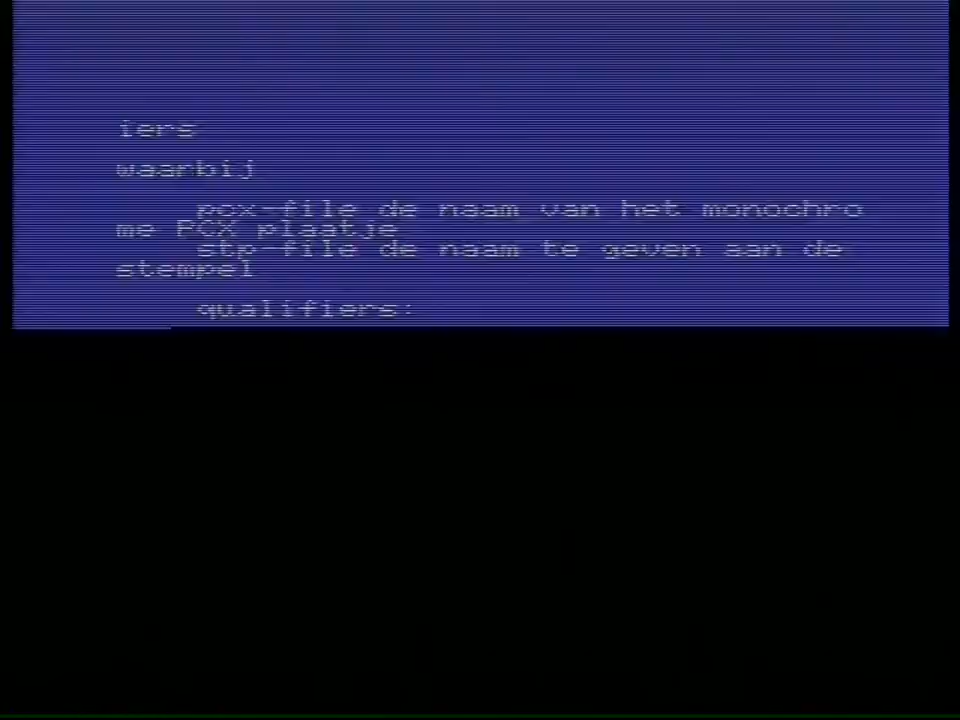 iers
waarbij
pcx-file de naam van het monochro
me PCX plaatje
stp-file de naam te geven aan de
stempel
qualifiers: